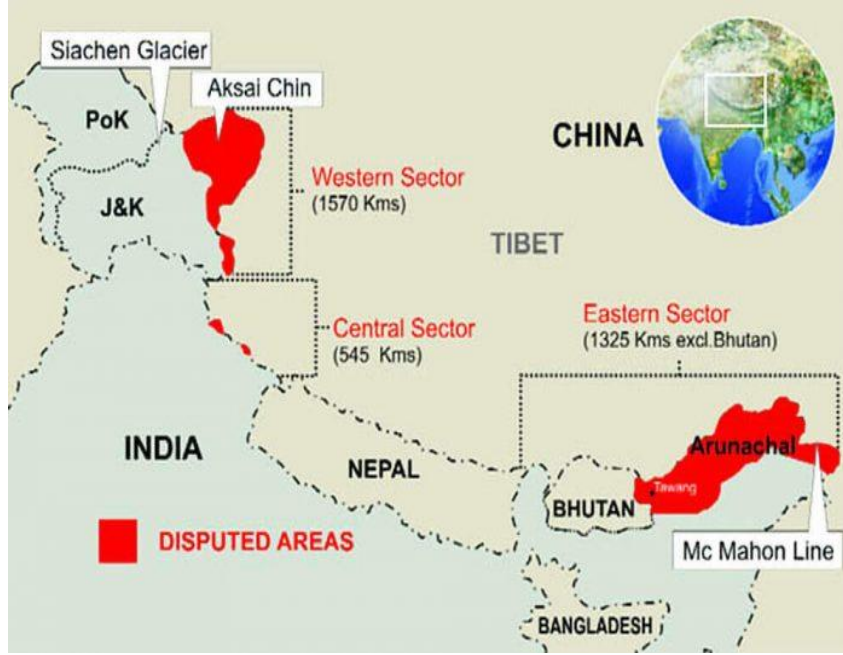 Siachen Glacier
Aksai Chin
PoK
CHINA
Western Sector
(1570 Kms)
J&K
TIBET
Eastern Sector
(1325 Kms excl.Bhutan)
Central Sector
(545 Kms)
INDIA
NEPAL
Arunachal
Tawang
BHUTAN
DISPUTED AREAS
Mc Mahon Line
BANGLADESH